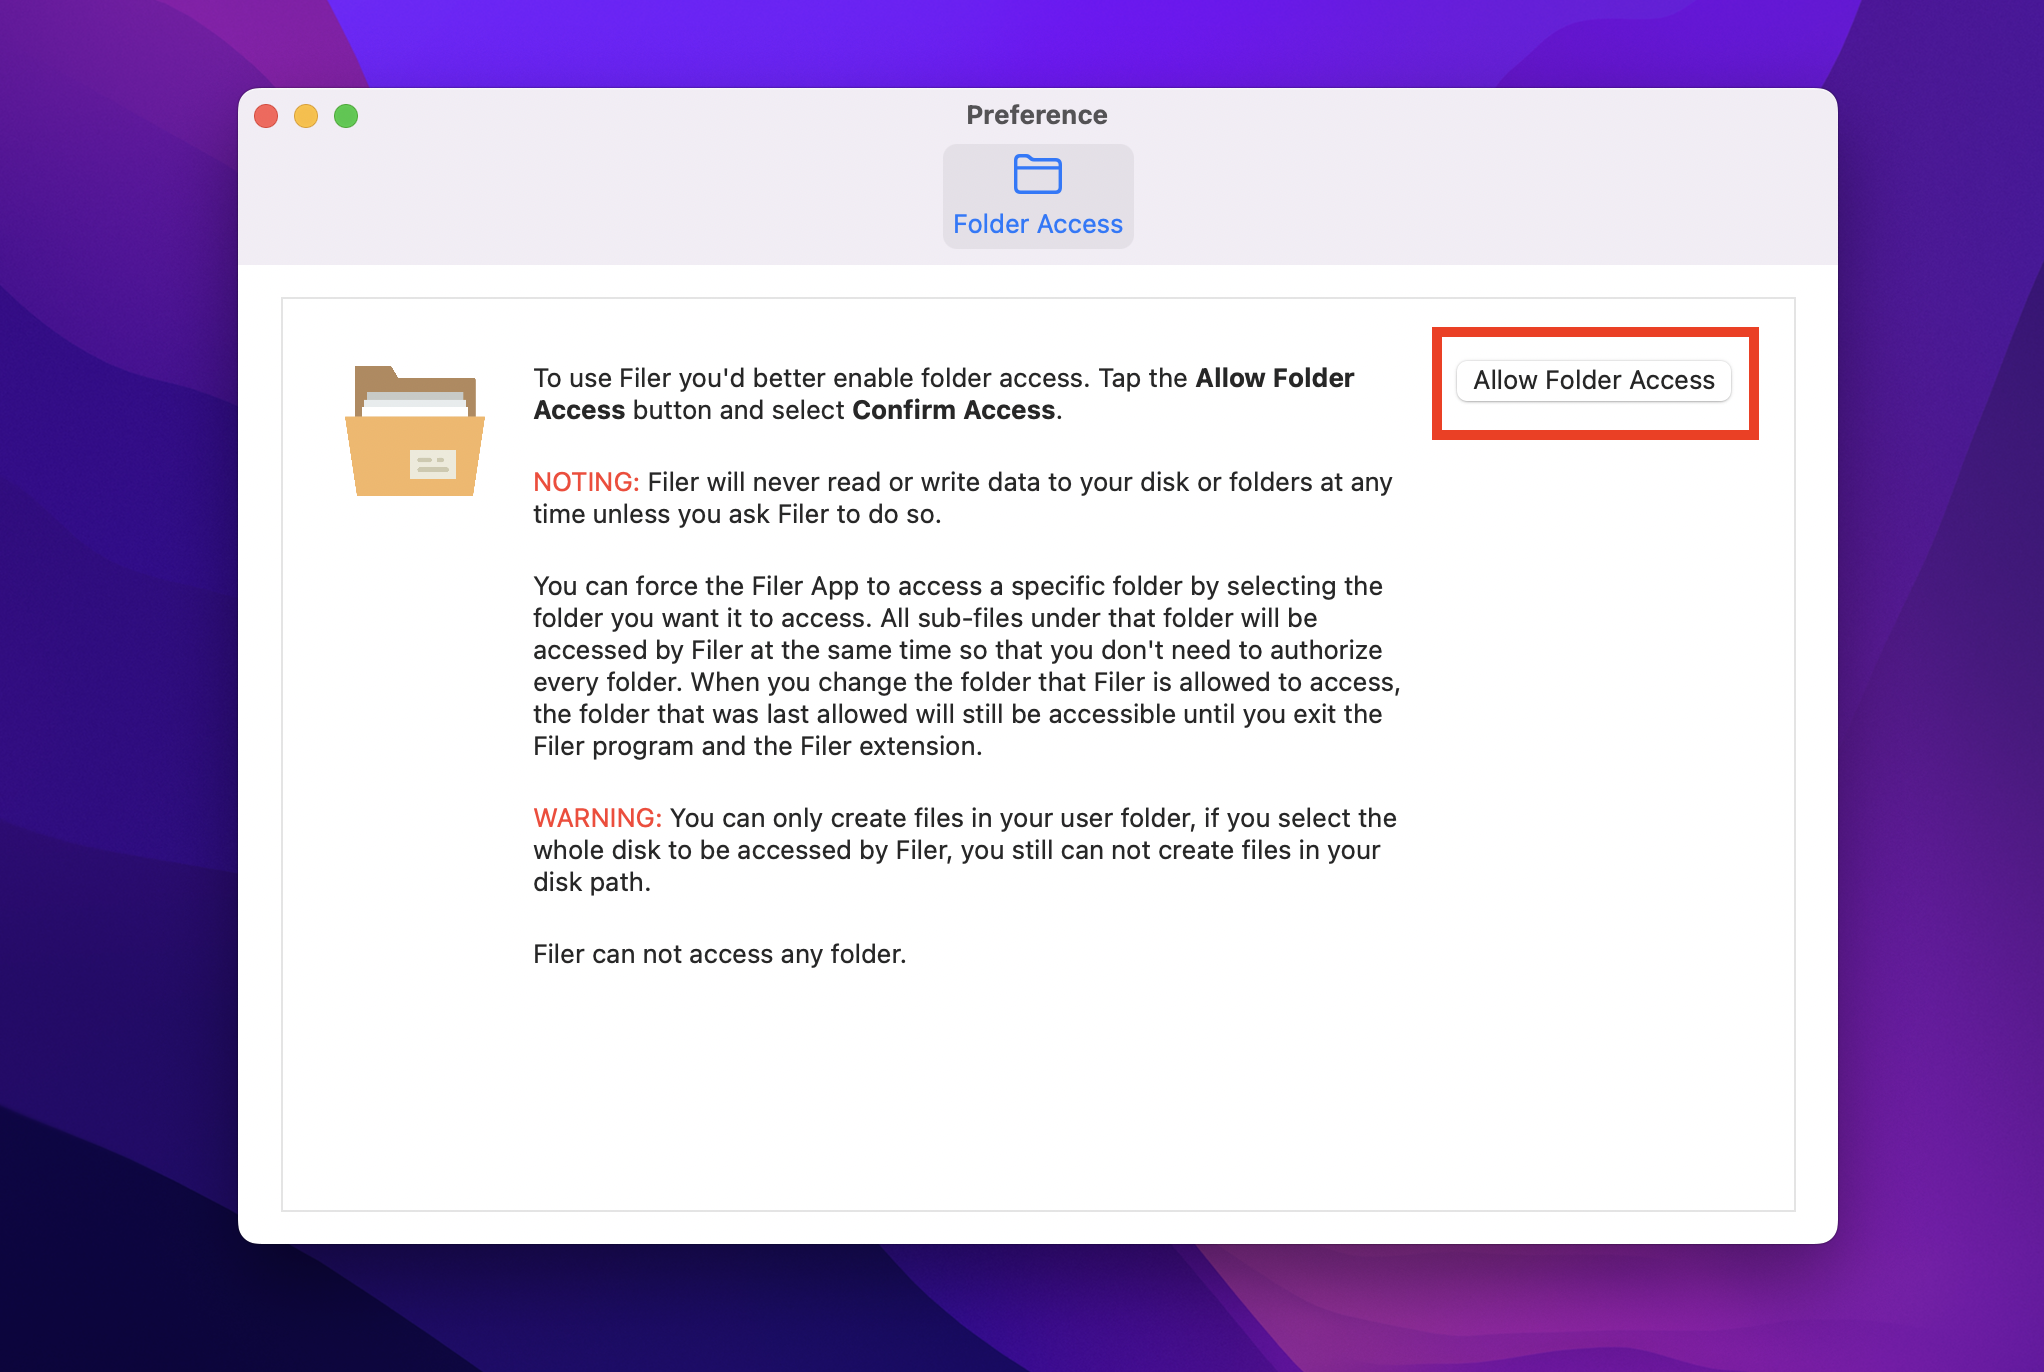 Preference
Folder Access
To use Filer you'd better enable folder access. Tap the Allow Folder
Access button and select Confirm Access.
Allow Folder Access
NOTING: Filer will never read or write data to your disk or folders at any
time unless you ask Filer to do so.
You can force the Filer App to access a specific folder by selecting the
folder you want it to access. All sub-files under that folder will be
accessed by Filer at the same time so that you don't need to authorize
every folder. When you change the folder that Filer is allowed to access,
the folder that was last allowed will still be accessible until you exit the
Filer program and the Filer extension.
WARNING: You can only create files in your user folder, if you select the
whole disk to be accessed by Filer, you still can not create files in your
disk path.
Filer can not access any folder.